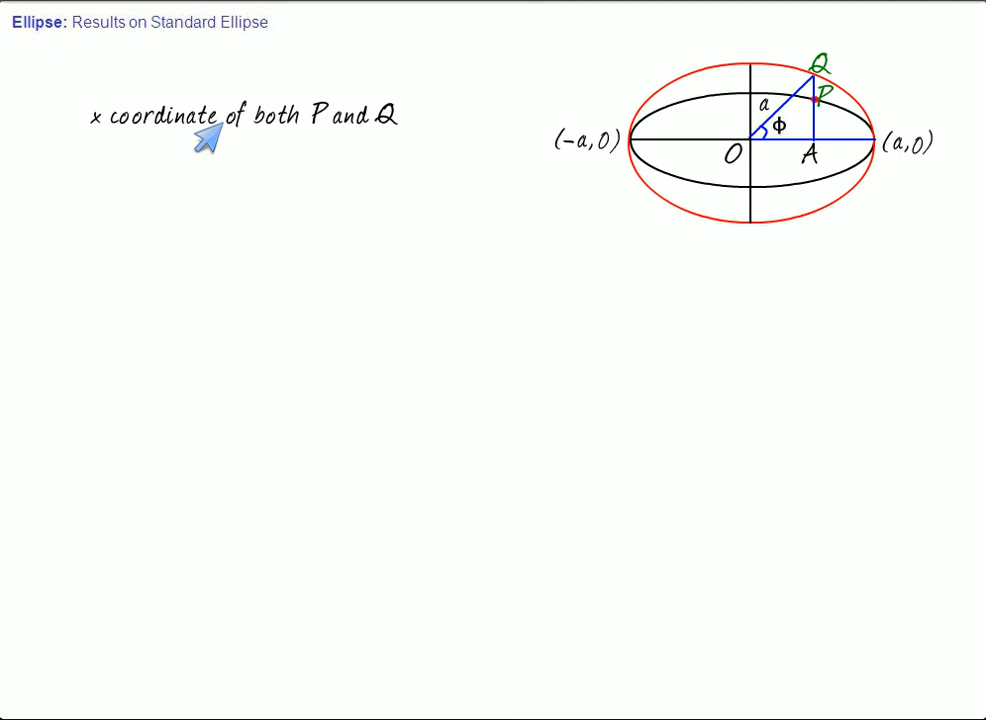 Ellipse: Results on Standard Ellipse
x coordinate of both P and Q
Q
P
a
Φ
(-a,0)
O
A
(a,0)